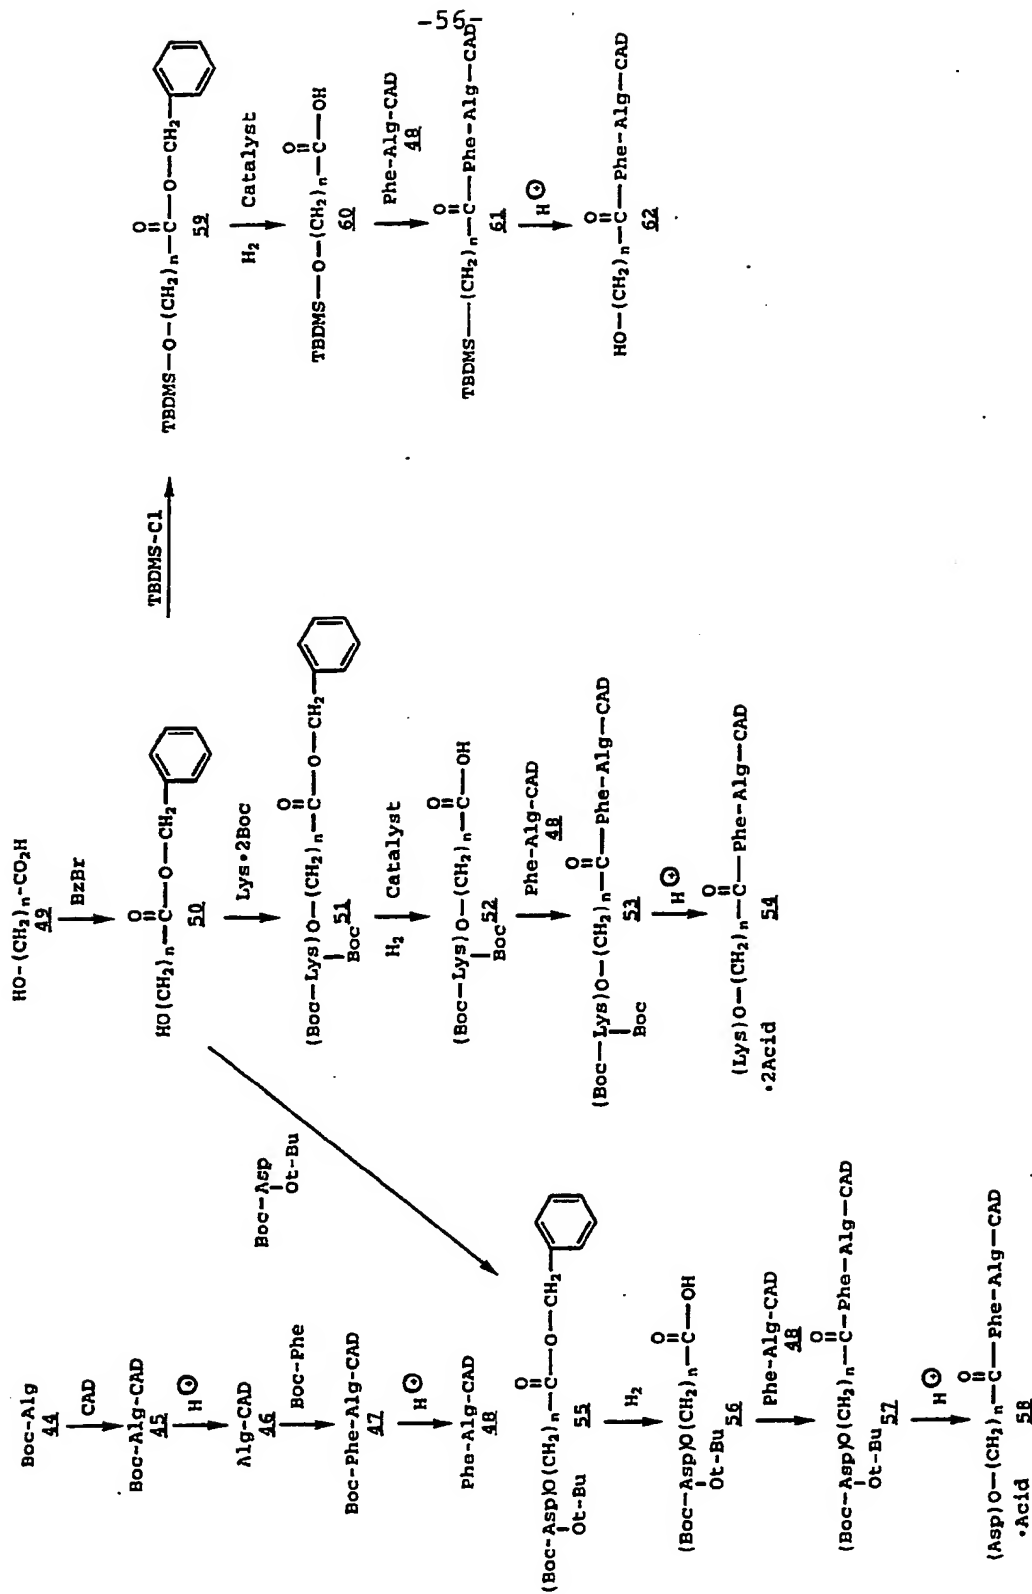 -56-
Boc-Alg
44
CAD
Boc-Alg-CAD
45
H ⊕
Alg-CAD
46
Boc-Phe
Boc-Phe-Alg-CAD
47
H ⊕
Phe-Alg-CAD
48
HO-(CH2)n-CO2H
49
BzBr
O
HO(CH2)n—C—O—CH2
50
Lys•2Boc
O
(Boc—Lys)O—(CH2)n—C—O—CH2
Boc
51
H2 Catalyst
O
(Boc—Lys)O—(CH2)n—C—OH
Boc
52
Phe-Alg-CAD
48
O
(Boc—Lys)O—(CH2)n—C—Phe-Alg—CAD
Boc
53
H ⊕
O
(Lys)O—(CH2)n—C—Phe-Alg—CAD
•2Acid
54
Boc-Asp
Ot-Bu
O
(Boc-Asp)O(CH2)n—C—O—CH2
Ot-Bu
55
H2
O
(Boc—Asp)O(CH2)n—C—OH
Ot-Bu
56
Phe-Alg-CAD
48
O
(Boc—Asp)O(CH2)n—C—Phe—Alg—CAD
Ot-Bu
57
H ⊕
O
(Asp)O—(CH2)n—C—Phe-Alg—CAD
•Acid
58
TBDMS-Cl
O
TBDMS—O—(CH2)n—C—O—CH2
59
H2 Catalyst
O
TBDMS—O—(CH2)n—C—OH
60
Phe-Alg-CAD
48
O
TBDMS—(CH2)n—C—Phe-Alg—CAD
61
H ⊕
O
HO—(CH2)n—C—Phe-Alg—CAD
62